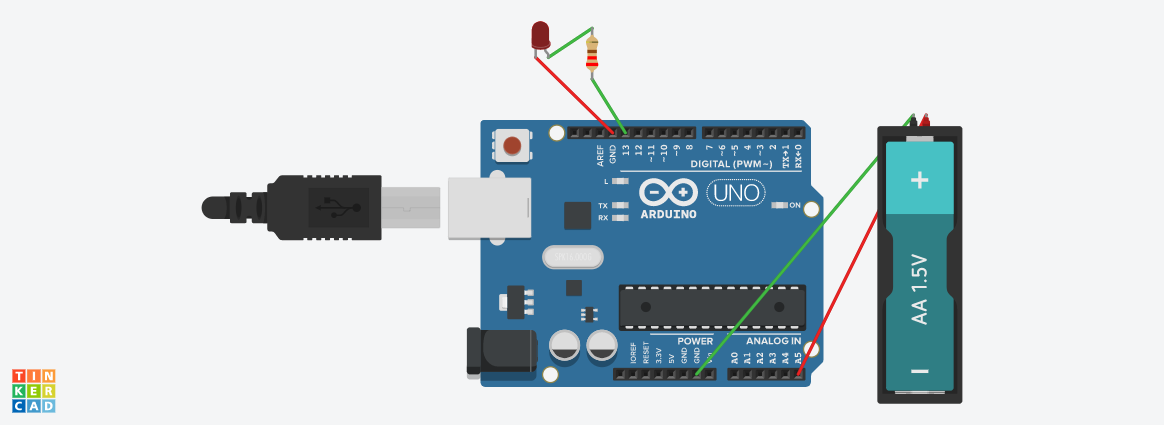 AREF
GND
13
12
~11
~10
~9
8
7
~6
~5
4
~3
2
TX→1
RX←0
DIGITAL (PWM~)
L
TX
RX
ARDUINO
UNO
ON
AA 1.5V
POWER
ANALOG IN
IOREF
RESET
3.3V
5V
GND
GND
Vin
A0
A1
A2
A3
A4
A5
TIN
KER
CAD